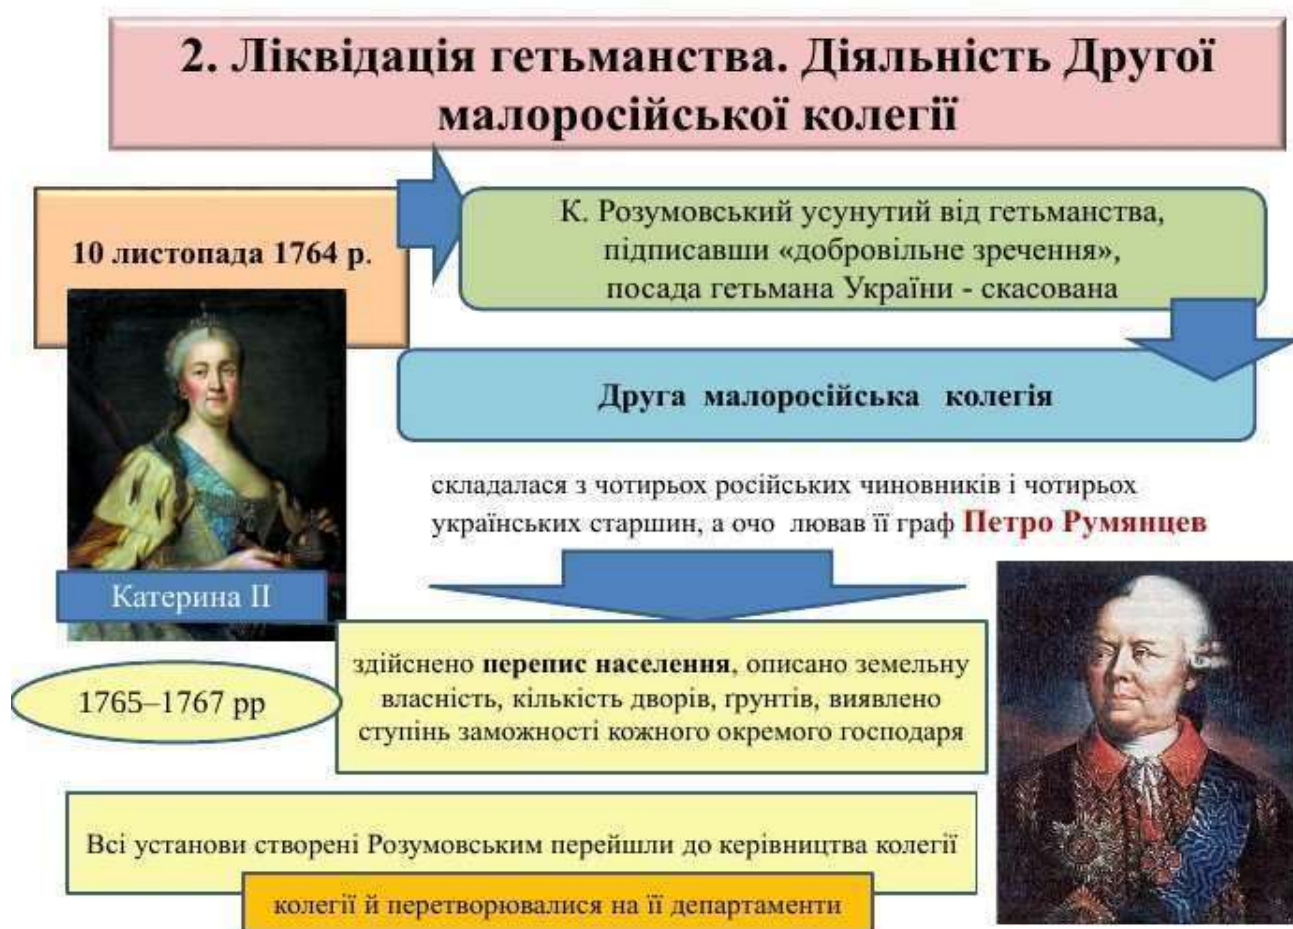 2. Ліквідація гетьманства. Діяльність Другої
малоросійської колегії
10 листопада 1764 р.
К. Розумовський усунутий від гетьманства,
підписавши «добровільне зречення»,
посада гетьмана України - скасована
Друга малоросійська колегія
складалася з чотирьох російських чиновників і чотирьох
українських старшин, а очо лював її граф Петро Румянцев
Катерина ІІ
1765–1767 рр
здійснено перепис населення, описано земельну
власність, кількість дворів, ґрунтів, виявлено
ступінь заможності кожного окремого господаря
Всі установи створені Розумовським перейшли до керівництва колегії
колегії й перетворювалися на її департаменти